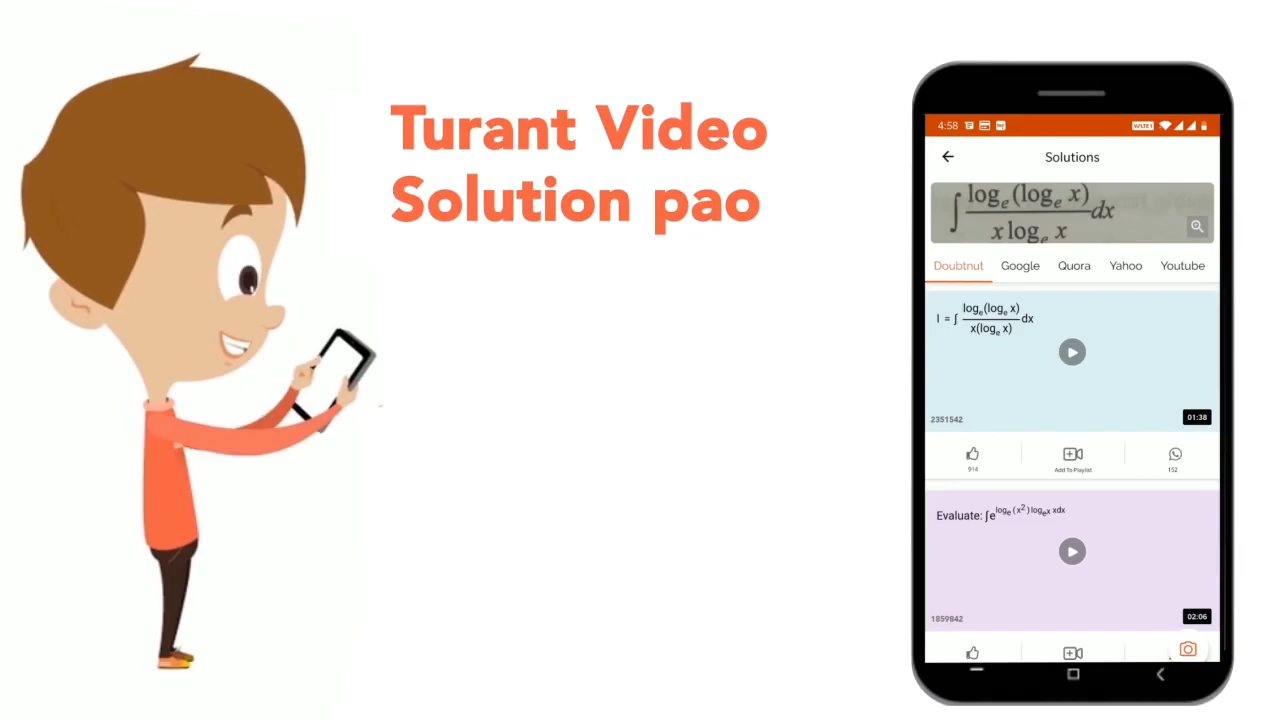 Turant Video
Solution pao
4:58
VoLTE1
Solutions
∫ logₑ(logₑ x) / x logₑ x dx
Doubtnut Google Quora Yahoo Youtube
I = ∫ logₑ(logₑ x) / x(logₑ x) dx
2351542 01:38
914 Add To Playlist 152
Evaluate: ∫e^logₑ(x²)logₑx xdx
1859842 02:06